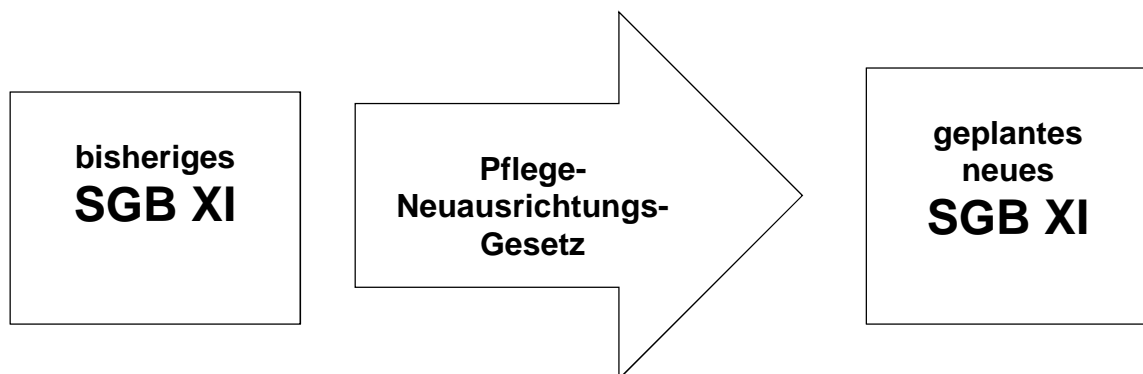 bisheriges
SGB XI
Pflege-
Neuausrichtungs-
Gesetz
geplantes
neues
SGB XI